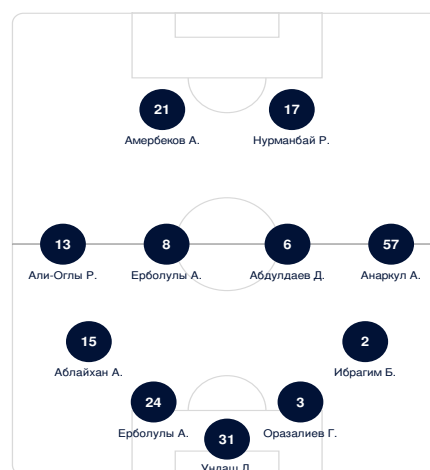 21 17
Амербеков А. Нурманбай Р.
13 8 6 57
Али-Оглы Р. Ерболулы А. Абдулдаев Д. Анаркул А.
15 2
Аблайхан А. Ибрагим Б.
24 3
Ерболулы А. Оразалиев Г.
31